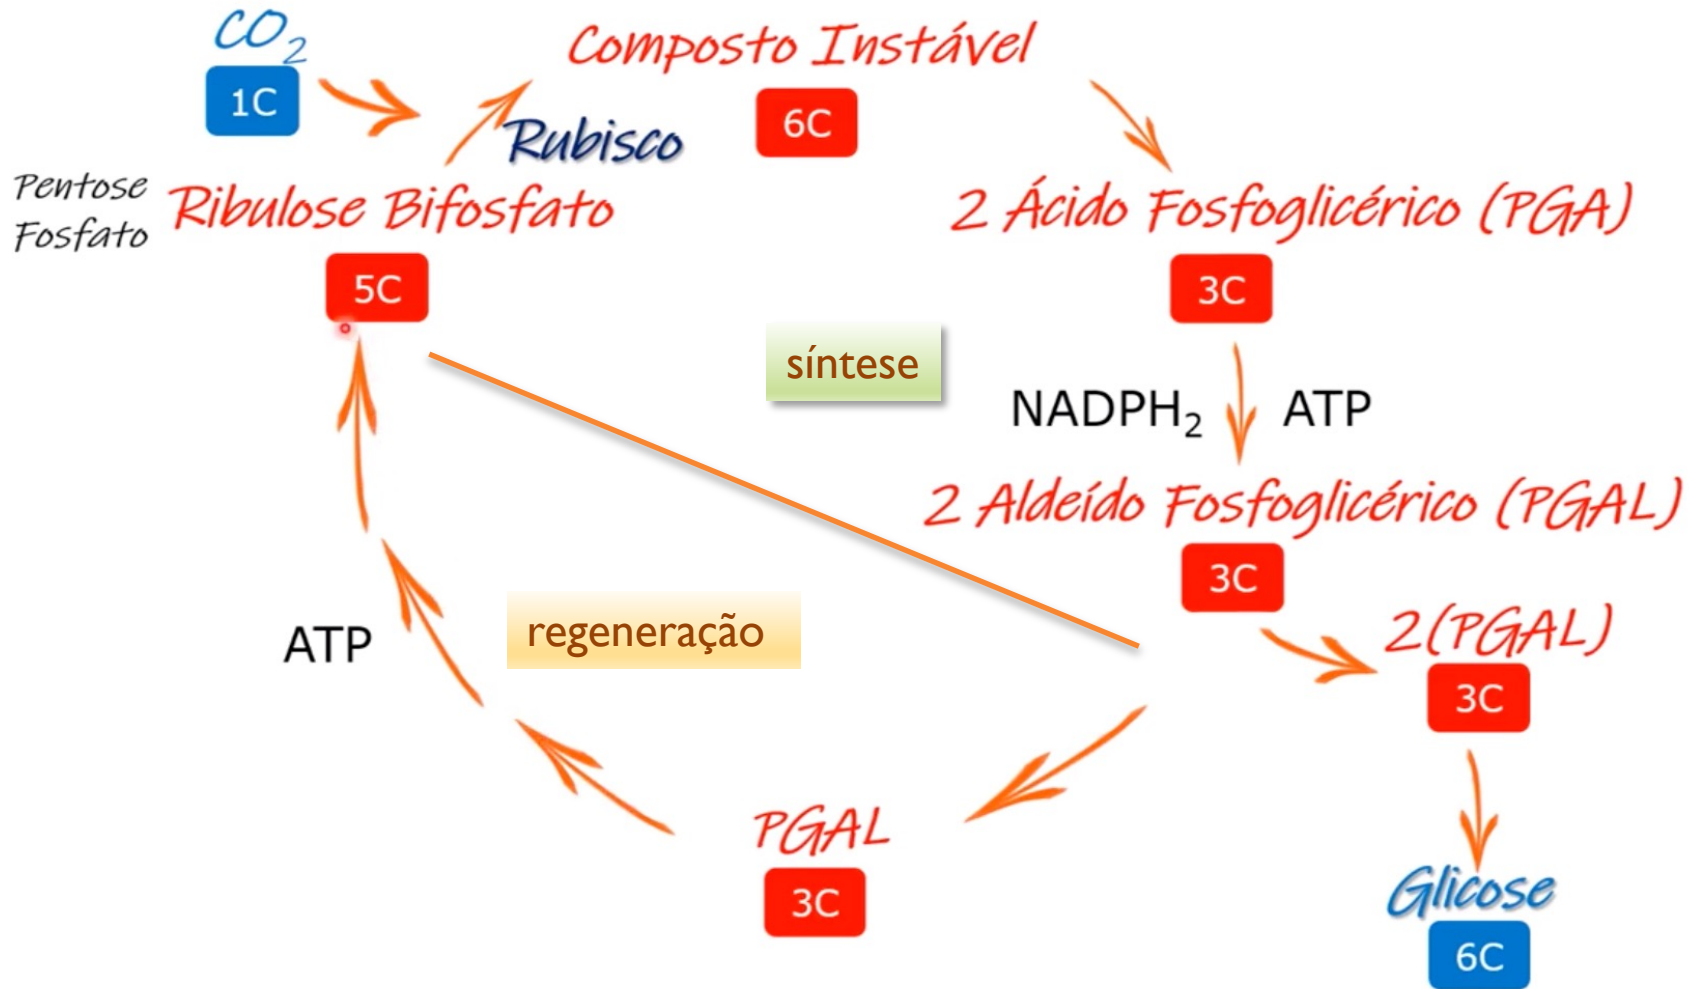 CO₂
1C
Composto Instável
6C
Rubisco
Pentose
Fosfato
Ribulose Bifosfato
5C
2 Ácido Fosfoglicérico (PGA)
3C
síntese
NADPH₂
ATP
2 Aldeído Fosfoglicérico (PGAL)
3C
2(PGAL)
3C
regeneração
ATP
PGAL
3C
Glicose
6C